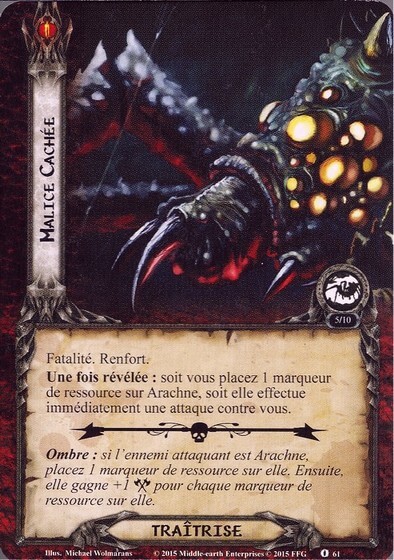 MALICE CACHÉE
5/10
Fatalité. Renfort.
Une fois révélée : soit vous placez 1 marqueur
de ressource sur Arachne, soit elle effectue
immédiatement une attaque contre vous.
Ombre : si l'ennemi attaquant est Arachne,
placez 1 marqueur de ressource sur elle. Ensuite,
elle gagne +1 pour chaque marqueur de
ressource sur elle.
TRAÎTRISE
Illus. Michael Wolmarans © 2015 Middle-earth Enterprises © 2015 FFG 61